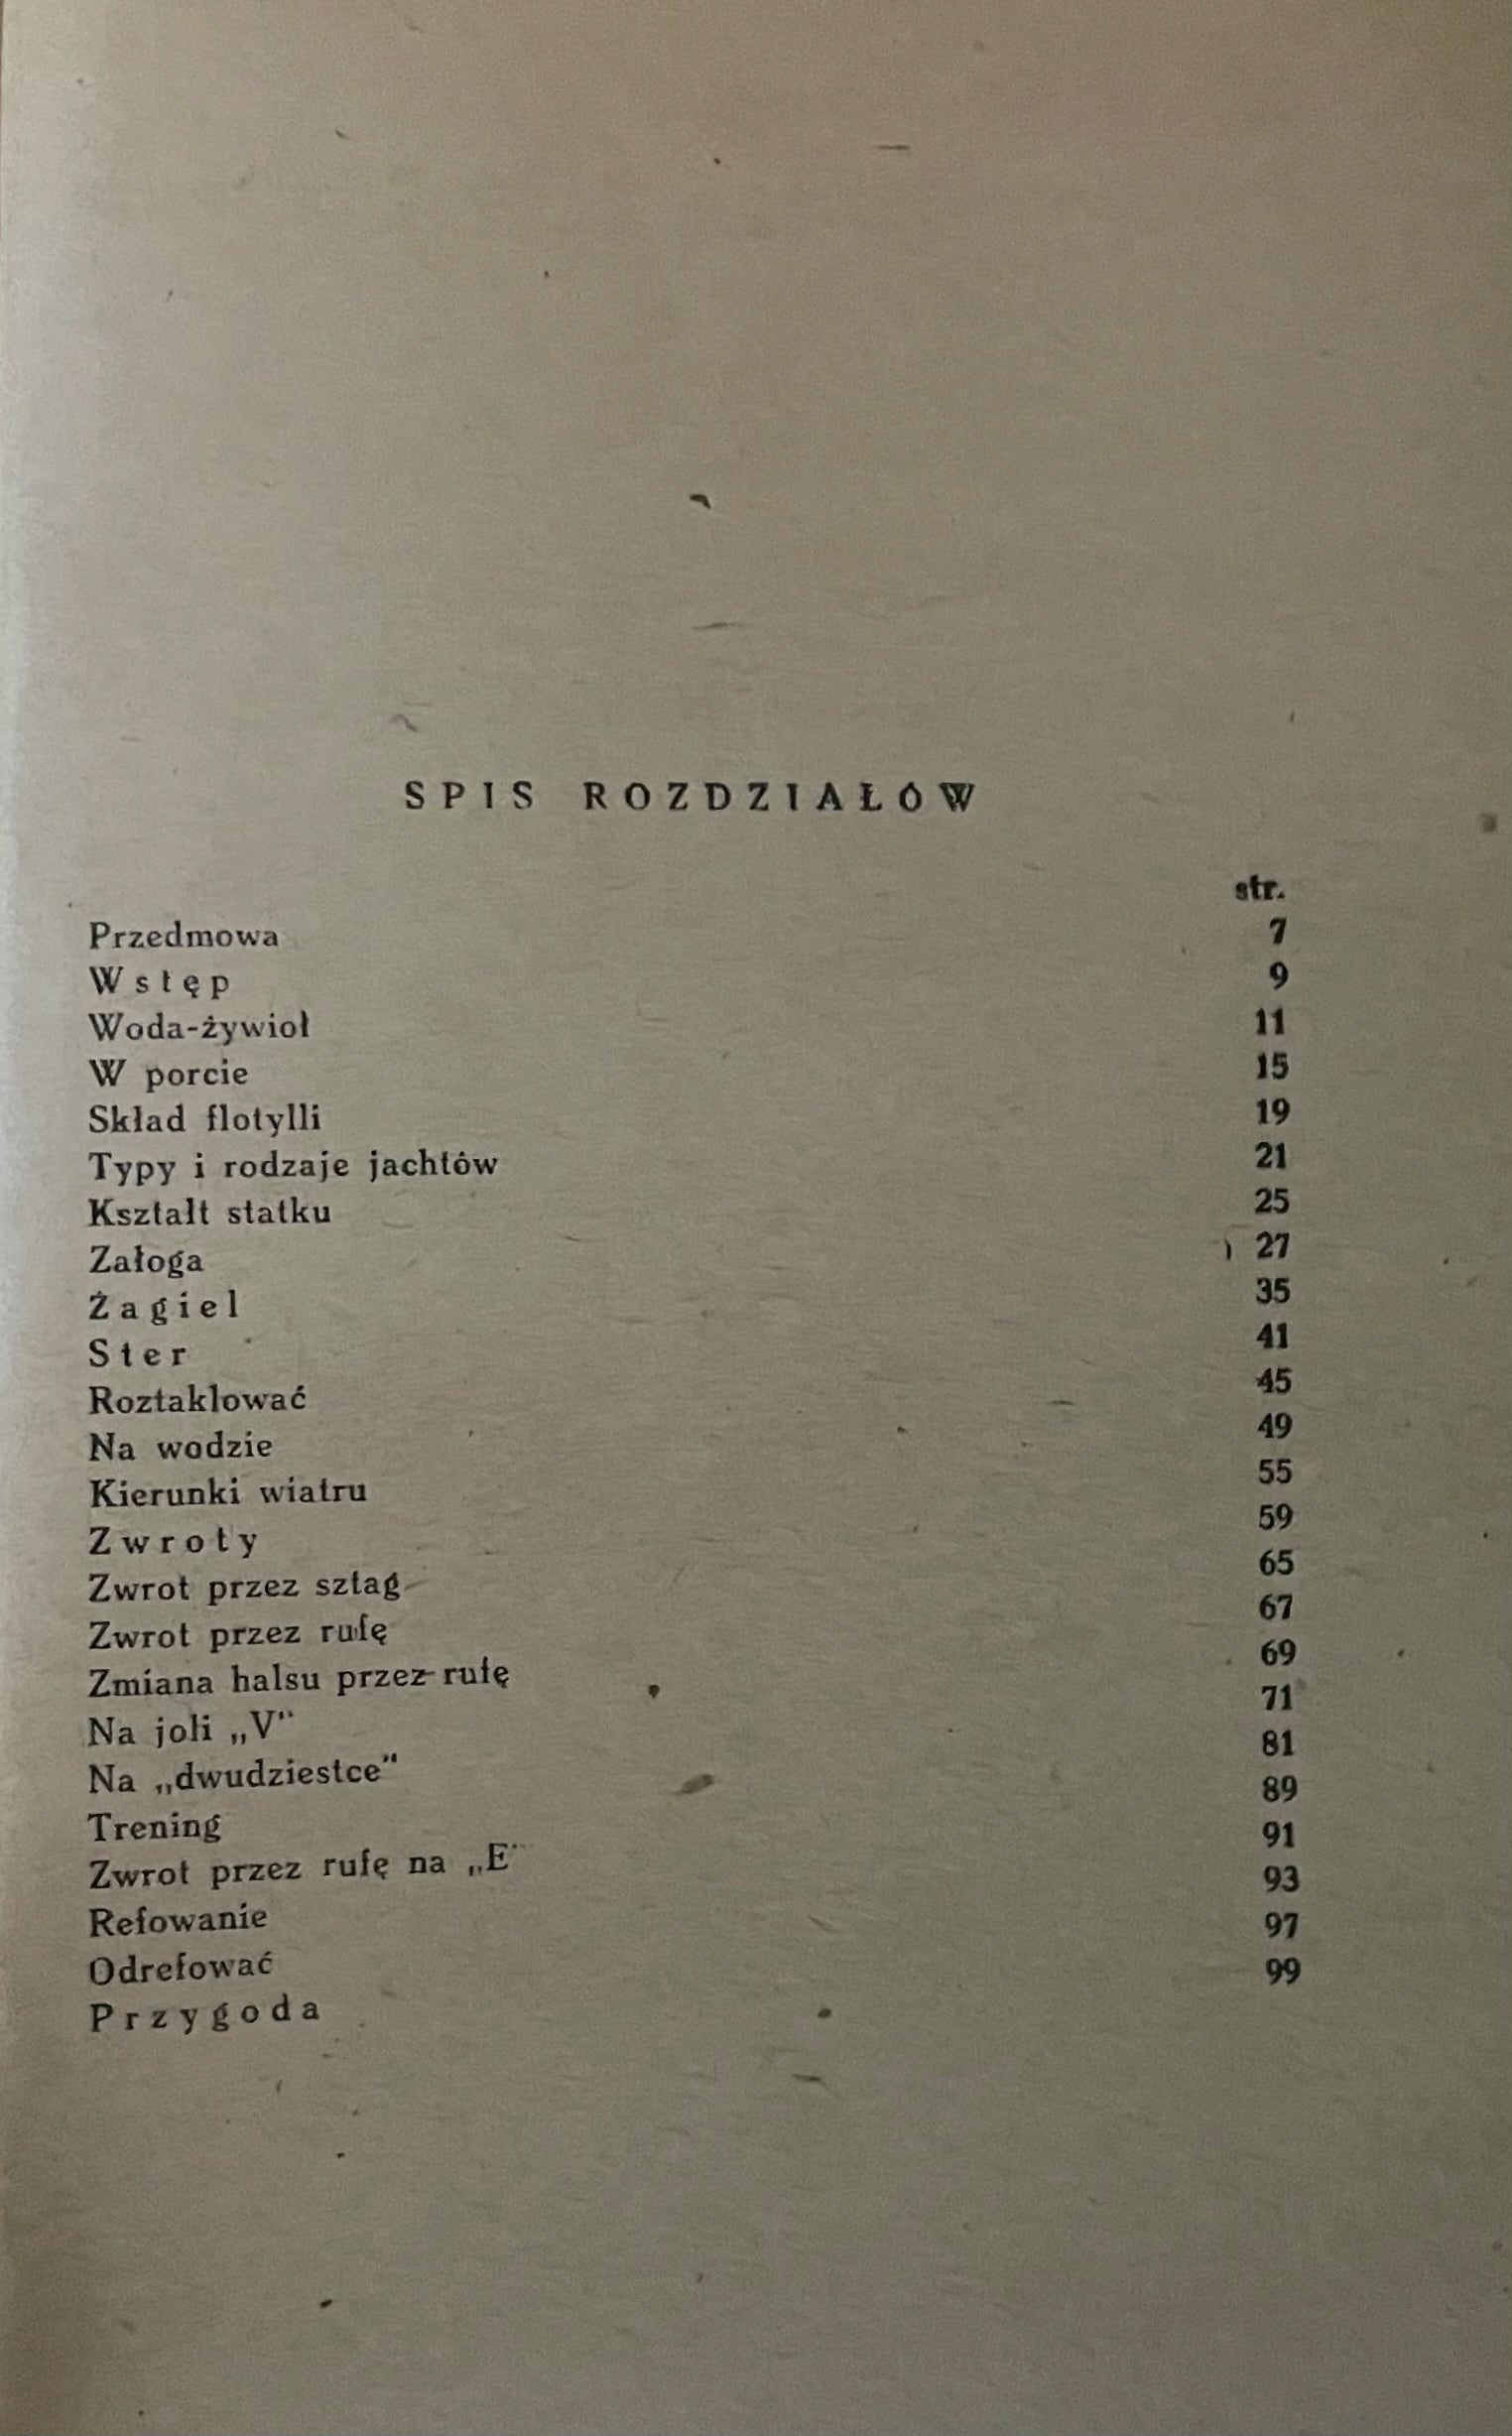 SPIS ROZDZIAŁÓW
str.
Przedmowa 7
Wstęp 9
Woda-żywioł 11
W porcie 15
Skład flotylli 19
Typy i rodzaje jachtów 21
Kształt statku 25
Załoga 27
Żagiel 35
Ster 41
Roztaklować 45
Na wodzie 49
Kierunki wiatru 55
Zwroty 59
Zwrot przez sztag 65
Zwrot przez rufę 67
Zmiana halsu przez rufę 69
Na joli „V" 71
Na „dwudziestce" 81
Trening 89
Zwrot przez rufę na „E" 91
Refowanie 93
Odrefować 97
Przygoda 99